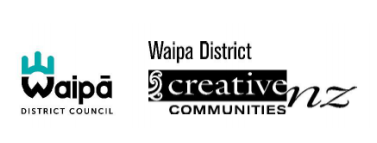 Waipā
DISTRICT COUNCIL
Waipa District
creative nz
COMMUNITIES